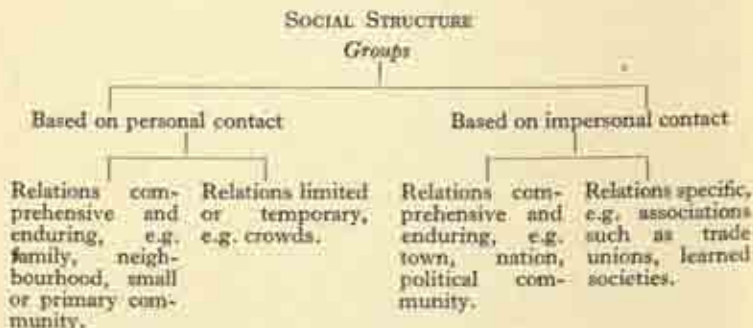 SOCIAL STRUCTURE
Groups
Based on personal contact
Based on impersonal contact
Relations com-
prehensive and
enduring, e.g.
family, neigh-
bourhood, small
or primary com-
munity.
Relations limited
or temporary,
e.g. crowds.
Relations com-
prehensive and
enduring, e.g.
town, nation,
political com-
munity.
Relations specific,
e.g. associations
such as trade
unions, learned
societies.